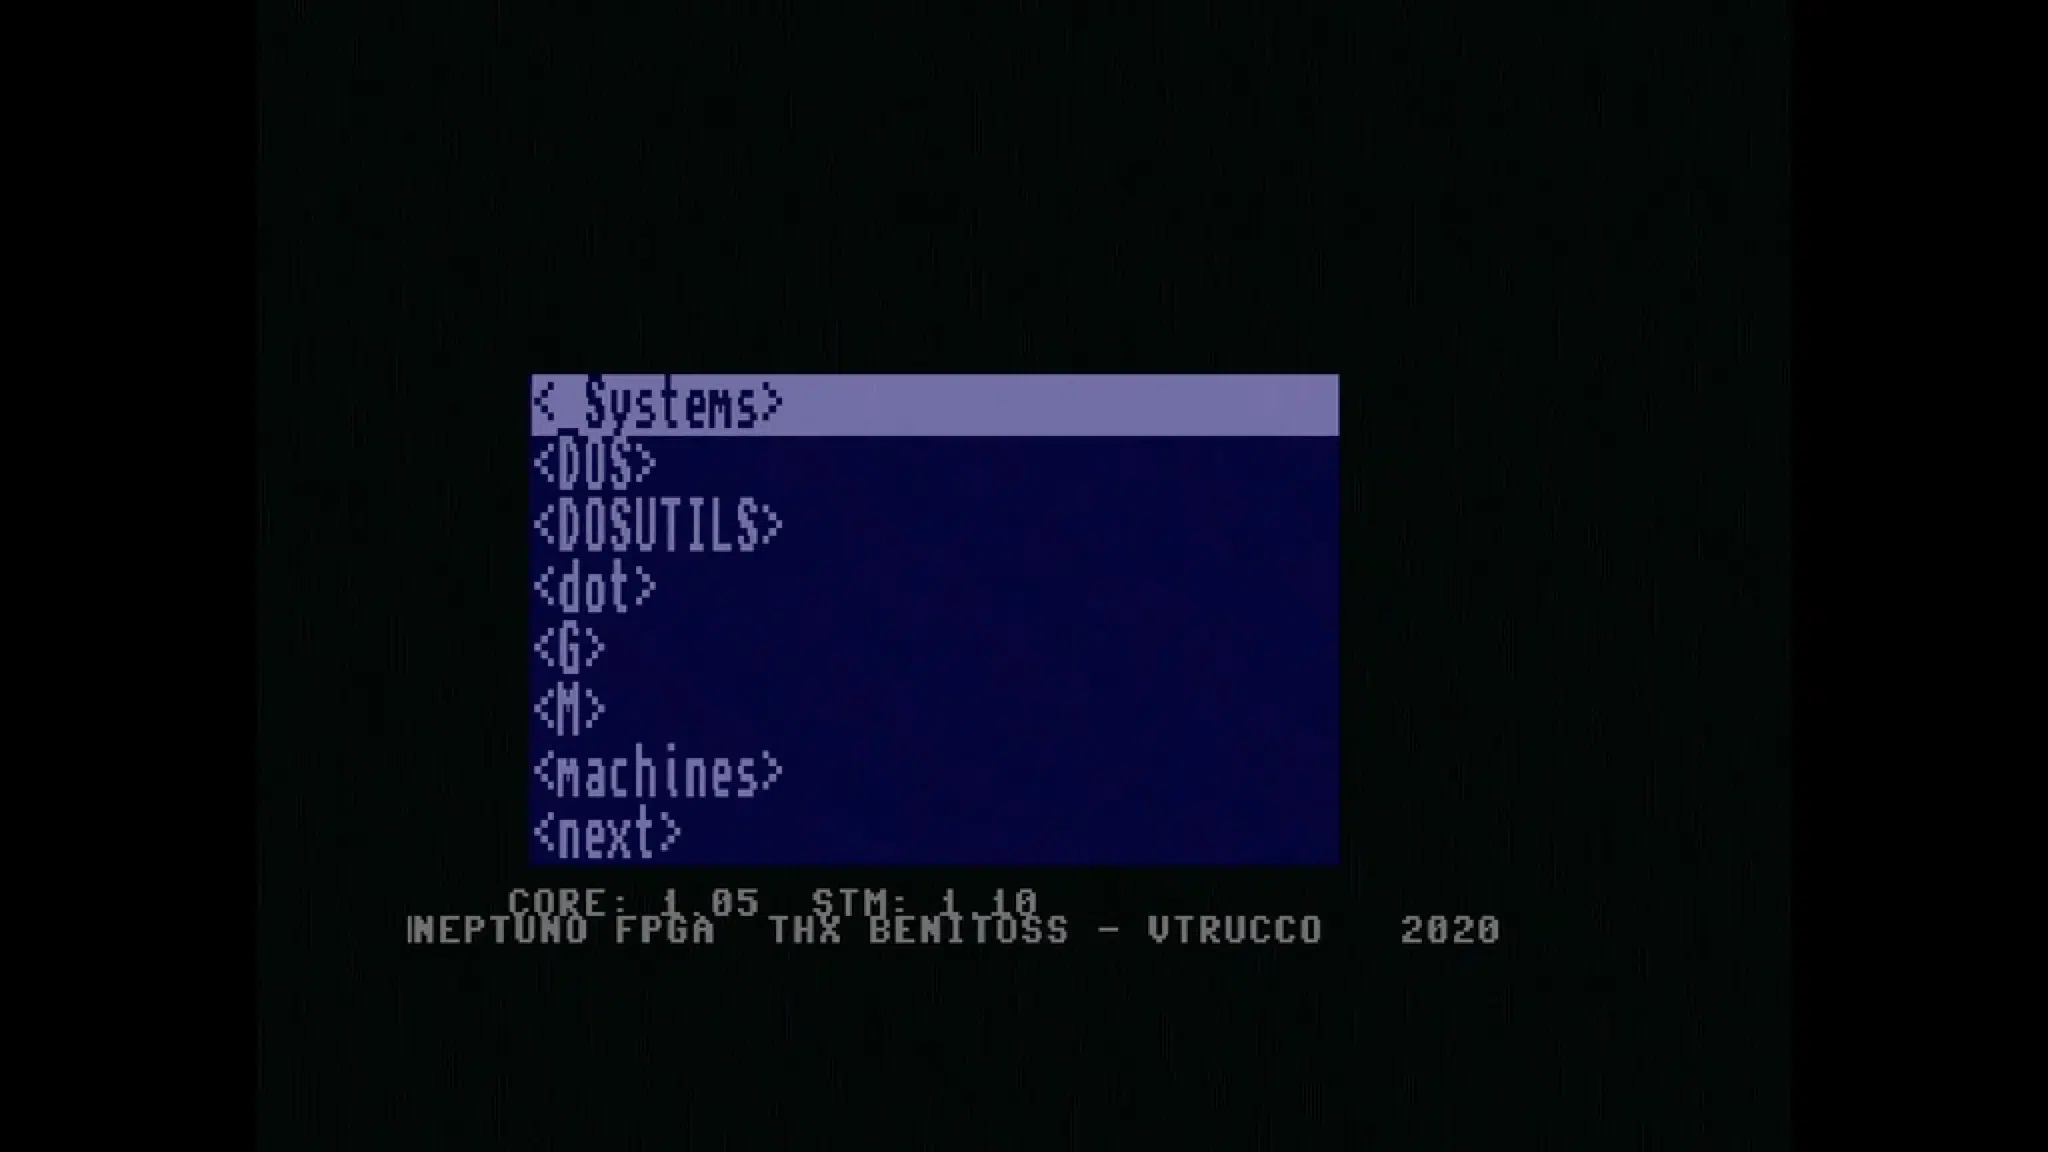 <_Systems>
<DOS>
<DOSUTILS>
<dot>
<G>
<M>
<machines>
<next>
CORE: 1.05 STM: 1.10
NEPTUNO FPGA THX BENITOSS - VTRUCCO 2020